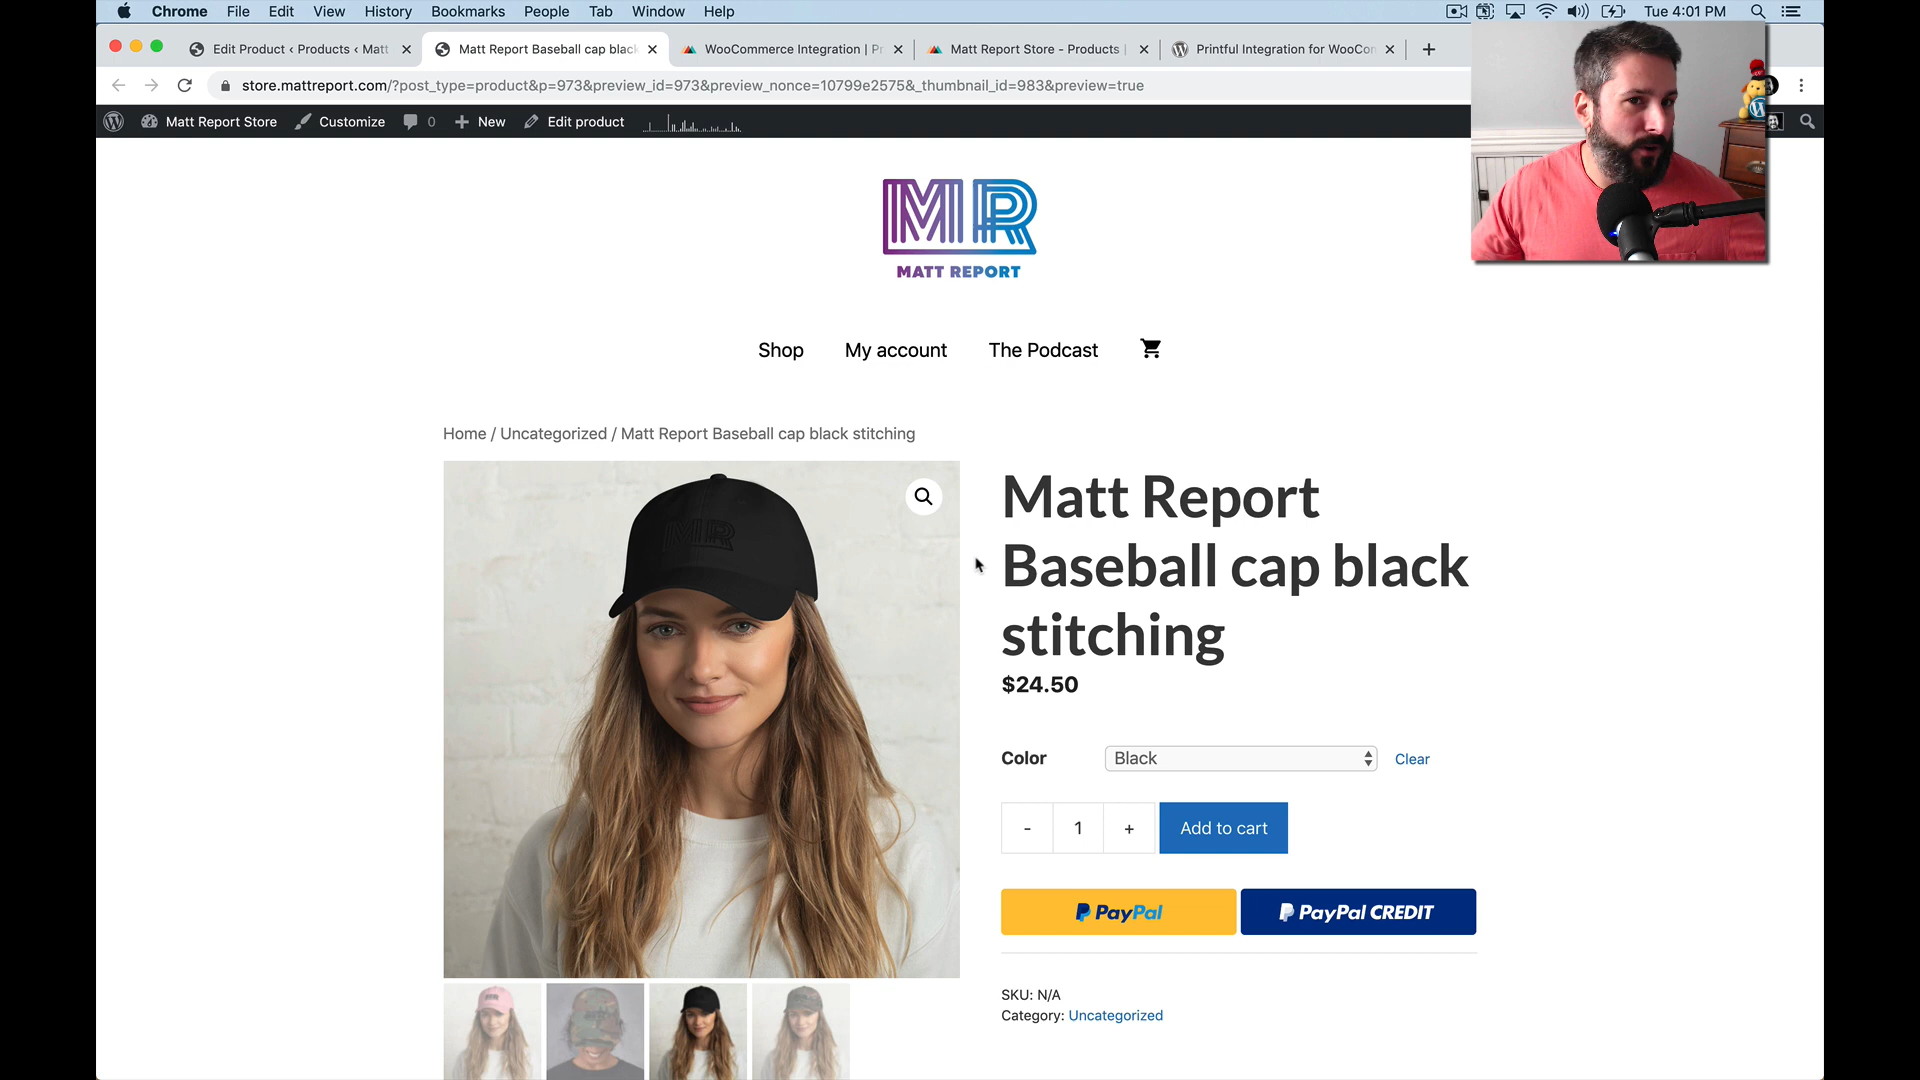 Chrome File Edit View History Bookmarks People Tab Window Help Tue 4:01 PM
Edit Product ‹ Products ‹ Matt Matt Report Baseball cap black WooCommerce Integration | Pr Matt Report Store - Products | Printful Integration for WooCom
store.mattreport.com/?post_type=product&p=973&preview_id=973&preview_nonce=10799e2575&_thumbnail_id=983&preview=true
Matt Report Store Customize 0 New Edit product
MR
MATT REPORT
Shop My account The Podcast
Home / Uncategorized / Matt Report Baseball cap black stitching
MR
Matt Report
Baseball cap black
stitching
$24.50
Color Black Clear
- 1 + Add to cart
PayPal PayPal CREDIT
SKU: N/A
Category: Uncategorized
MR